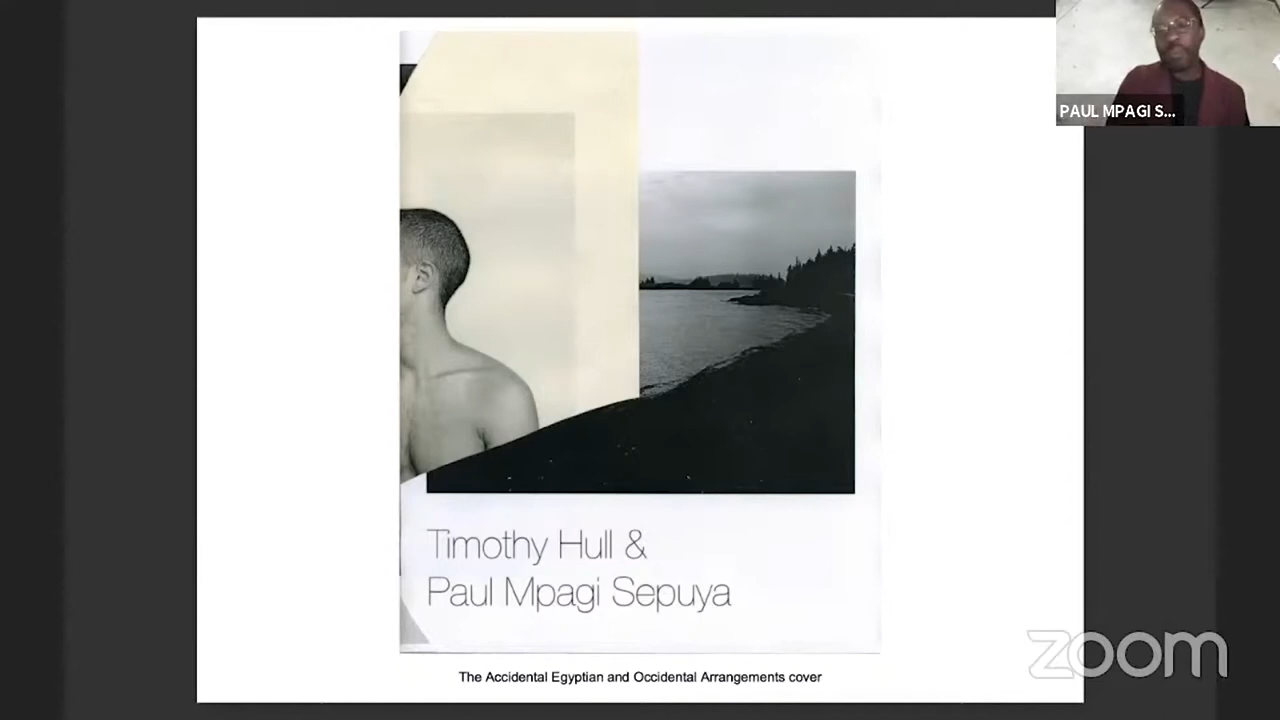 PAUL MPAGI S...
Timothy Hull &
Paul Mpagi Sepuya
The Accidental Egyptian and Occidental Arrangements cover
zoom